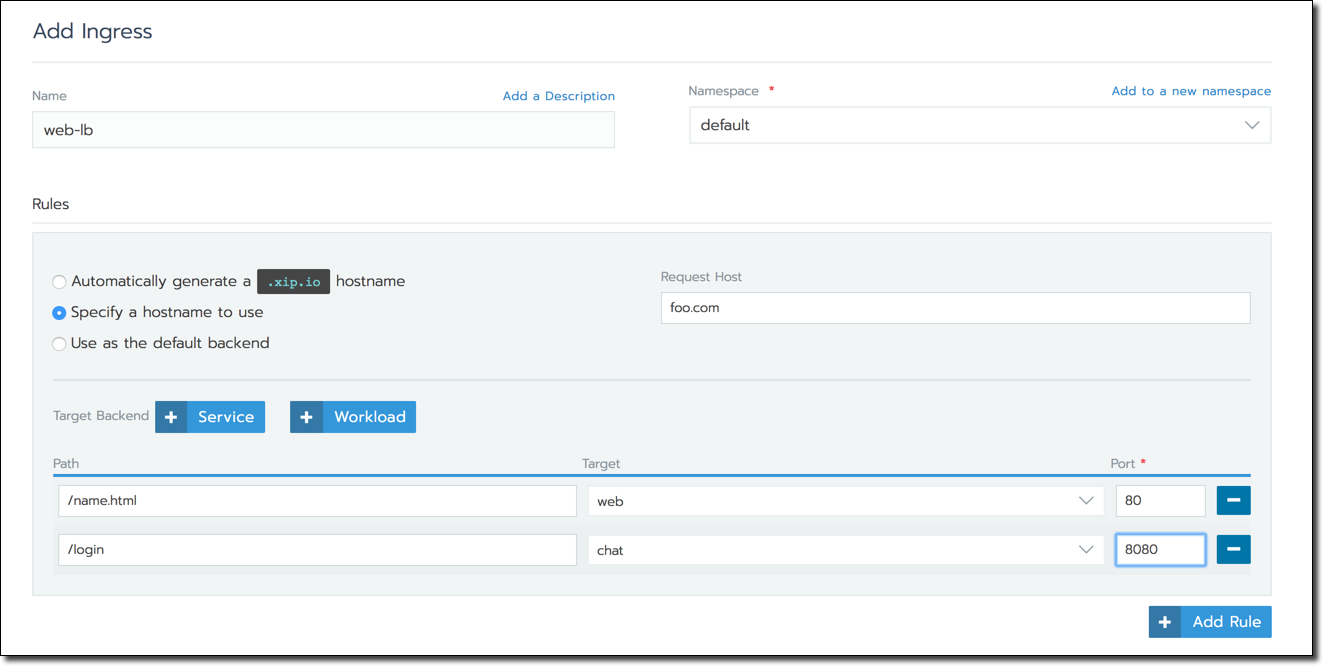 Add Ingress
Name Add a Description
Namespace * Add to a new namespace
web-lb
default
Rules
Automatically generate a .xip.io hostname
Specify a hostname to use
Use as the default backend
Request Host
foo.com
Target Backend + Service + Workload
Path Target Port *
/name.html web 80
/login chat 8080
+ Add Rule